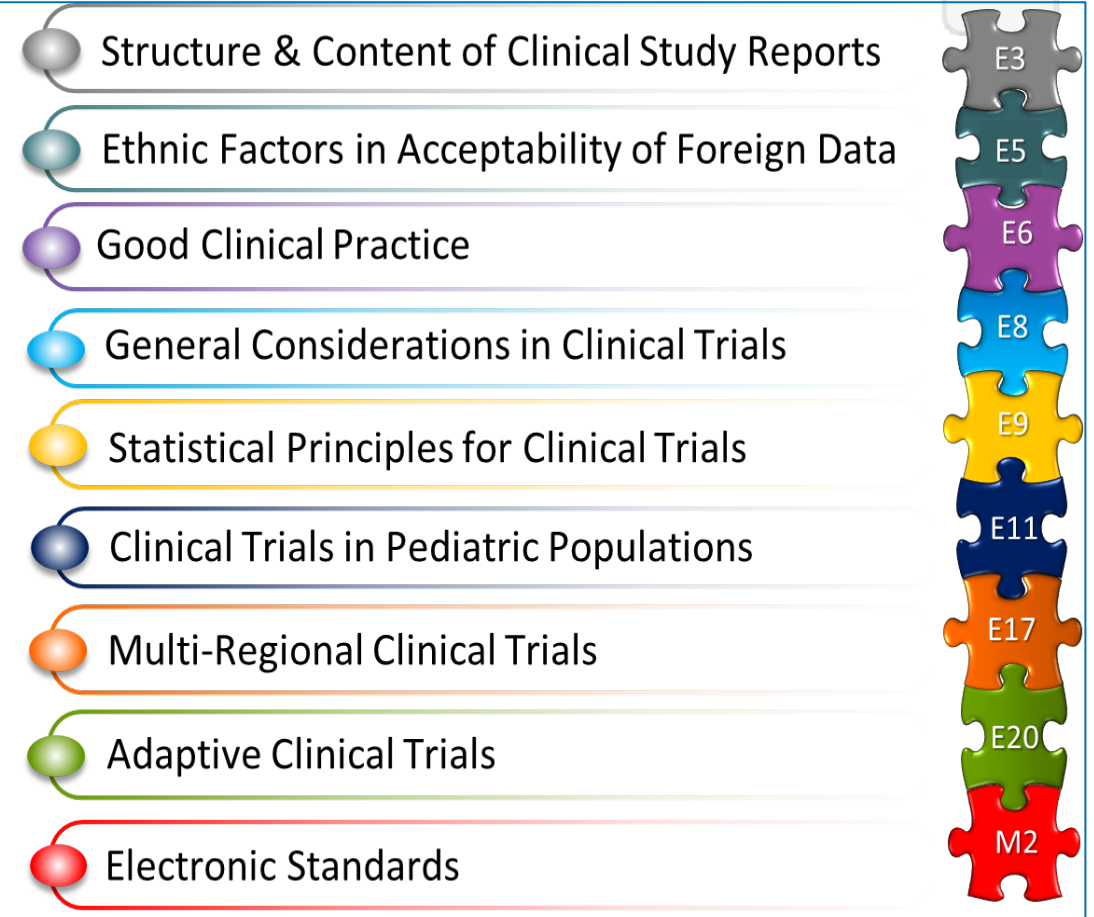 Structure & Content of Clinical Study Reports
E3
Ethnic Factors in Acceptability of Foreign Data
E5
Good Clinical Practice
E6
General Considerations in Clinical Trials
E8
Statistical Principles for Clinical Trials
E9
Clinical Trials in Pediatric Populations
E11
Multi-Regional Clinical Trials
E17
Adaptive Clinical Trials
E20
Electronic Standards
M2